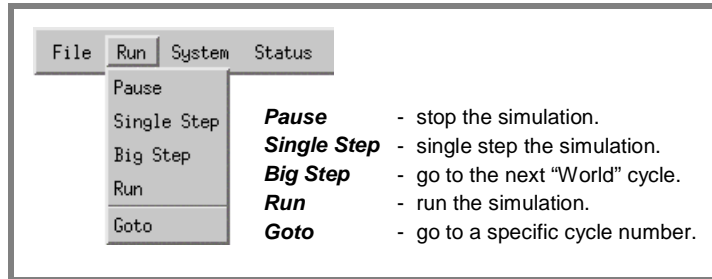 File Run System Status
Pause
Single Step
Big Step
Run
Goto
Pause - stop the simulation.
Single Step - single step the simulation.
Big Step - go to the next “World” cycle.
Run - run the simulation.
Goto - go to a specific cycle number.